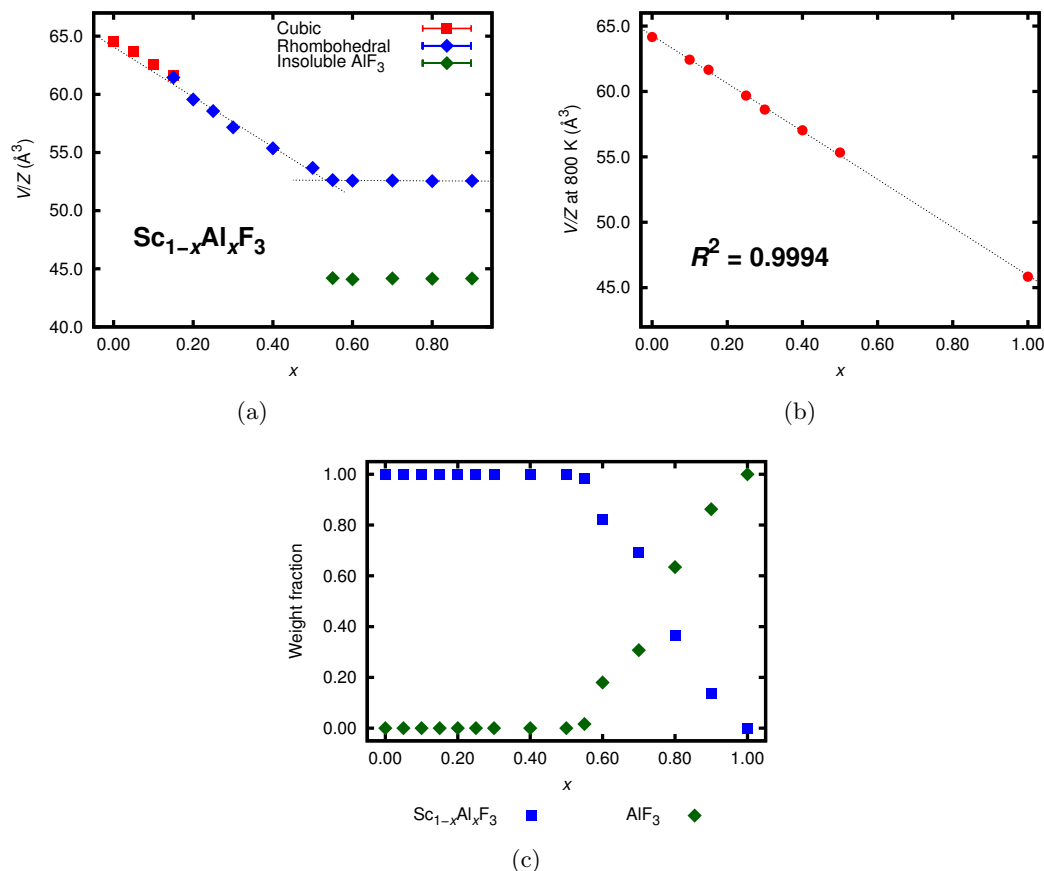 Cubic
Rhombohedral
Insoluble AlF₃
V/Z (Å³)
65.0
60.0
55.0
50.0
45.0
40.0
Sc₁₋ₓAlₓF₃
0.00 0.20 0.40 0.60 0.80
x
(a)
V/Z at 800 K (Å³)
65.0
60.0
55.0
50.0
45.0
R² = 0.9994
0.00 0.20 0.40 0.60 0.80 1.00
x
(b)
Weight fraction
1.00
0.80
0.60
0.40
0.20
0.00
0.00 0.20 0.40 0.60 0.80 1.00
x
Sc₁₋ₓAlₓF₃ AlF₃
(c)